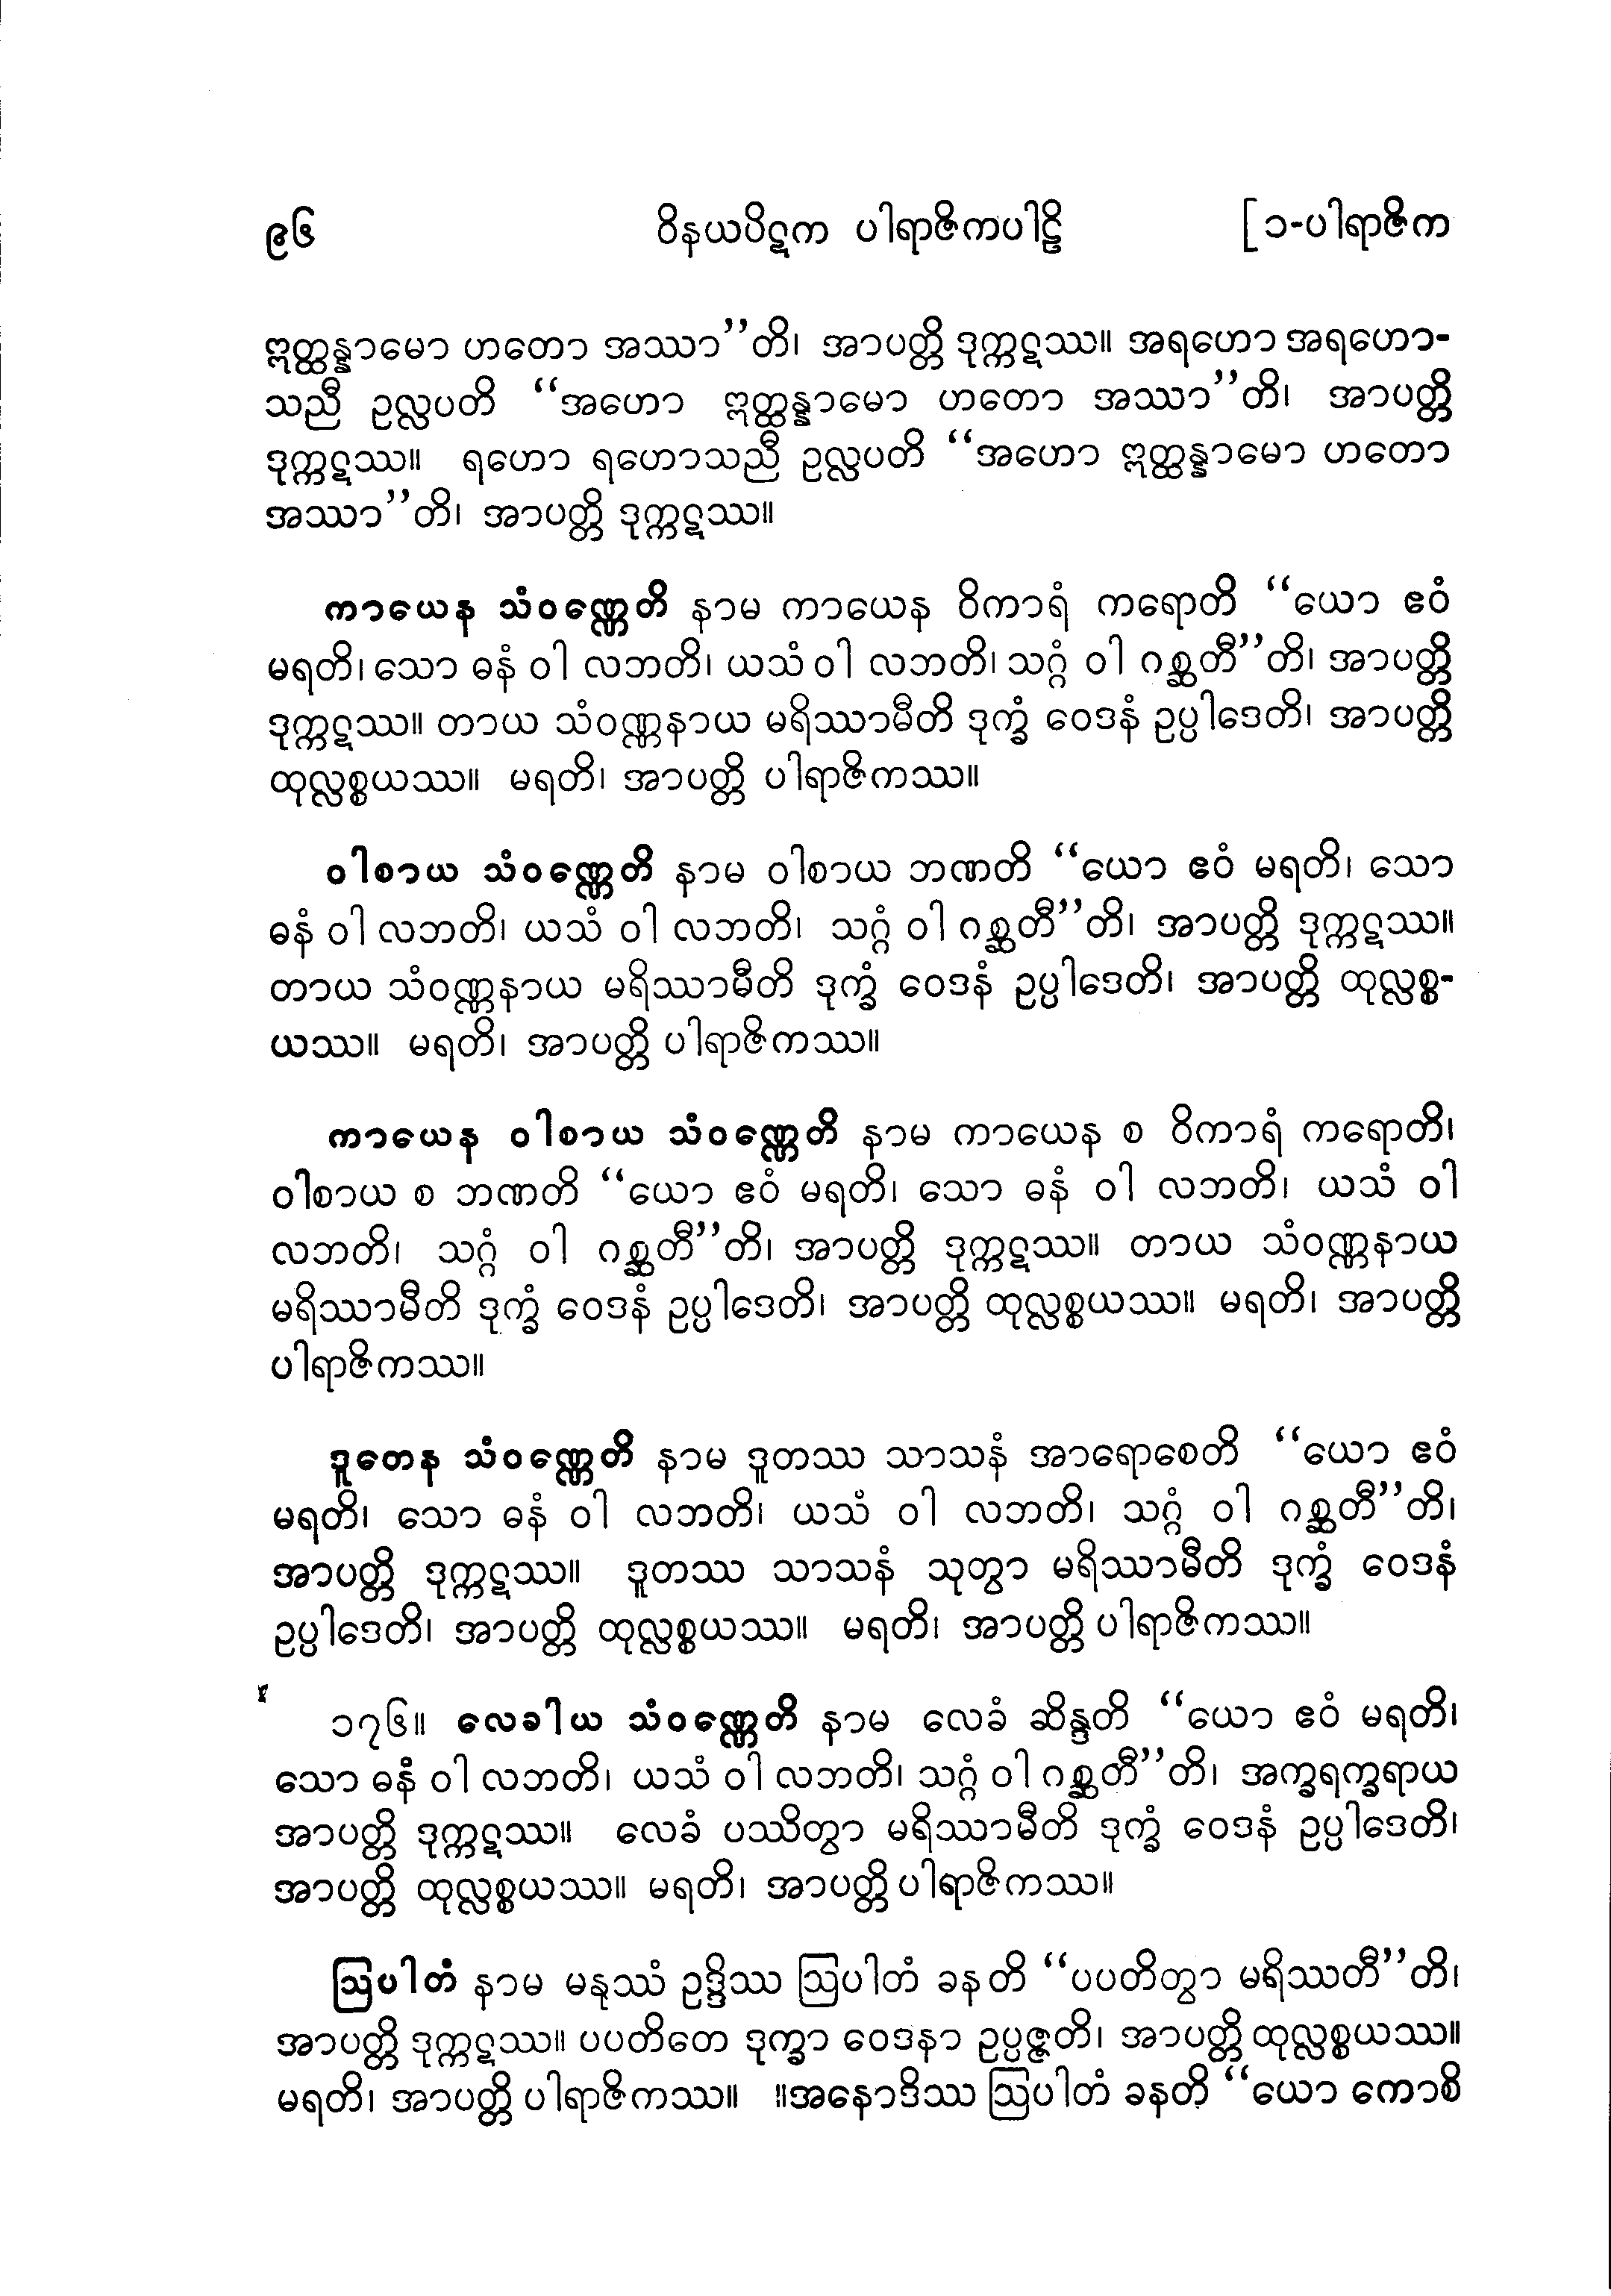 ၉၆ ဝိနယပိဋက ပါရာဇိကပါဠိ [ ၁-ပါရာဇိက
ဣတ္ထန္နာမော ဟတော အဿာ’’တိ၊ အာပတ္တိ ဒုက္ကဋဿ။ အရဟော အရဟော-
သညီ ဥလ္လပတိ ‘‘အဟော ဣတ္ထန္နာမော ဟတော အဿာ’’တိ၊ အာပတ္တိ
ဒုက္ကဋဿ။ ရဟော ရဟောသညီ ဥလ္လပတိ ‘‘အဟော ဣတ္ထန္နာမော ဟတော
အဿာ’’တိ၊ အာပတ္တိ ဒုက္ကဋဿ။
ကာယေန သံဝဏ္ဏေတိ နာမ ကာယေန ဝိကာရံ ကရောတိ ‘‘ယော ဧဝံ
မရတိ၊ သော ဓနံ ဝါ လဘတိ၊ ယသံ ဝါ လဘတိ၊ သဂ္ဂံ ဝါ ဂစ္ဆတီ’’တိ၊ အာပတ္တိ
ဒုက္ကဋဿ။ တာယ သံဝဏ္ဏနာယ မရိဿာမီတိ ဒုက္ခံ ဝေဒနံ ဥပ္ပါဒေတိ၊ အာပတ္တိ
ထုလ္လစ္စယဿ။ မရတိ၊ အာပတ္တိ ပါရာဇိကဿ။
ဝါစာယ သံဝဏ္ဏေတိ နာမ ဝါစာယ ဘဏတိ ‘‘ယော ဧဝံ မရတိ၊ သော
ဓနံ ဝါ လဘတိ၊ ယသံ ဝါ လဘတိ၊ သဂ္ဂံ ဝါ ဂစ္ဆတီ’’တိ၊ အာပတ္တိ ဒုက္ကဋဿ။
တာယ သံဝဏ္ဏနာယ မရိဿာမီတိ ဒုက္ခံ ဝေဒနံ ဥပ္ပါဒေတိ၊ အာပတ္တိ ထုလ္လစ္စ-
ယဿ။ မရတိ၊ အာပတ္တိ ပါရာဇိကဿ။
ကာယေန ဝါစာယ သံဝဏ္ဏေတိ နာမ ကာယေန စ ဝိကာရံ ကရောတိ၊
ဝါစာယ စ ဘဏတိ ‘‘ယော ဧဝံ မရတိ၊ သော ဓနံ ဝါ လဘတိ၊ ယသံ ဝါ
လဘတိ၊ သဂ္ဂံ ဝါ ဂစ္ဆတီ’’တိ၊ အာပတ္တိ ဒုက္ကဋဿ။ တာယ သံဝဏ္ဏနာယ
မရိဿာမီတိ ဒုက္ခံ ဝေဒနံ ဥပ္ပါဒေတိ၊ အာပတ္တိ ထုလ္လစ္စယဿ။ မရတိ၊ အာပတ္တိ
ပါရာဇိကဿ။
ဒူတေန သံဝဏ္ဏေတိ နာမ ဒူတဿ သာသနံ အာရောစေတိ ‘‘ယော ဧဝံ
မရတိ၊ သော ဓနံ ဝါ လဘတိ၊ ယသံ ဝါ လဘတိ၊ သဂ္ဂံ ဝါ ဂစ္ဆတီ’’တိ၊
အာပတ္တိ ဒုက္ကဋဿ။ ဒူတဿ သာသနံ သုတွာ မရိဿာမီတိ ဒုက္ခံ ဝေဒနံ
ဥပ္ပါဒေတိ၊ အာပတ္တိ ထုလ္လစ္စယဿ။ မရတိ၊ အာပတ္တိ ပါရာဇိကဿ။
၁၇၆။ လေခါယ သံဝဏ္ဏေတိ နာမ လေခံ ဆိန္ဒတိ ‘‘ယော ဧဝံ မရတိ၊
သော ဓနံ ဝါ လဘတိ၊ ယသံ ဝါ လဘတိ၊ သဂ္ဂံ ဝါ ဂစ္ဆတီ’’တိ၊ အက္ခရက္ခရာယ
အာပတ္တိ ဒုက္ကဋဿ။ လေခံ ပဿိတွာ မရိဿာမီတိ ဒုက္ခံ ဝေဒနံ ဥပ္ပါဒေတိ၊
အာပတ္တိ ထုလ္လစ္စယဿ။ မရတိ၊ အာပတ္တိ ပါရာဇိကဿ။
ဩပါတံ နာမ မနုဿံ ဥဒ္ဒိဿ ဩပါတံ ခနတိ ‘‘ပပတိတွာ မရိဿတီ’’တိ၊
အာပတ္တိ ဒုက္ကဋဿ။ ပပတိတေ ဒုက္ခာ ဝေဒနာ ဥပ္ပဇ္ဇတိ၊ အာပတ္တိ ထုလ္လစ္စယဿ။
မရတိ၊ အာပတ္တိ ပါရာဇိကဿ။ ။အနောဒိဿ ဩပါတံ ခနတိ ‘‘ယော ကောစိ